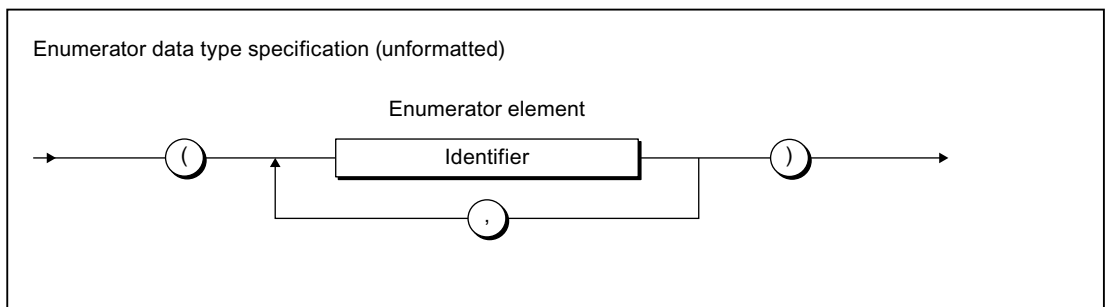 Enumerator data type specification (unformatted)
Enumerator element
( Identifier )
,